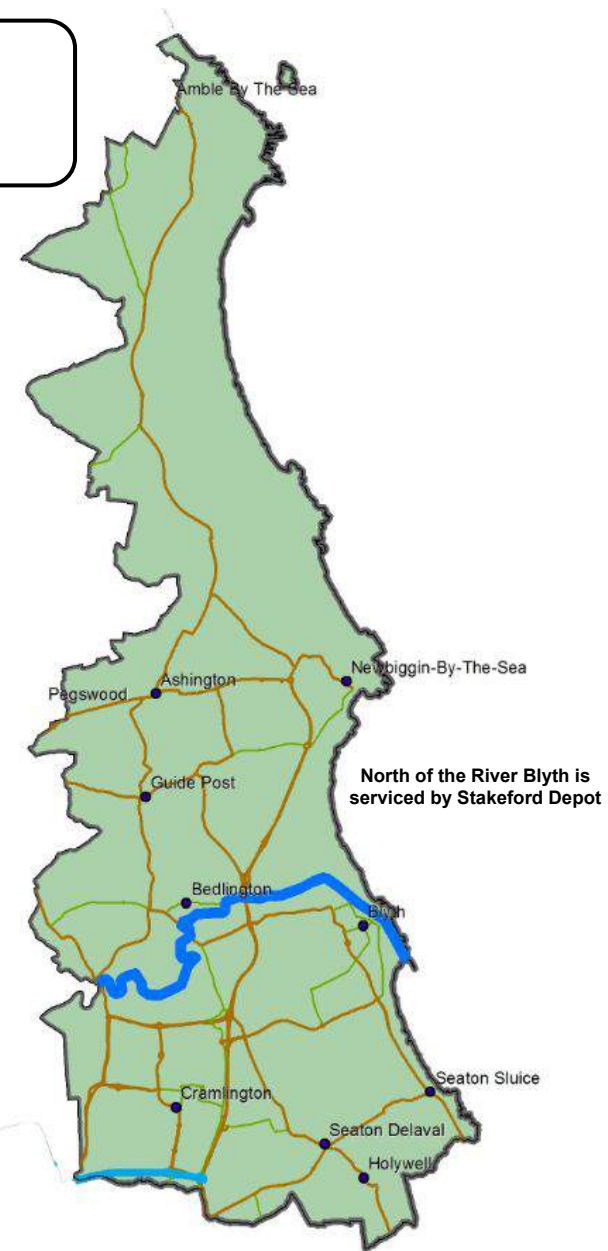 Amble By The Sea
Newbiggin-By-The-Sea
Ashington
Pegswood
North of the River Blyth is
serviced by Stakeford Depot
Guide Post
Bedlington
Blyth
Seaton Sluice
Cramlington
Seaton Delaval
Holywell